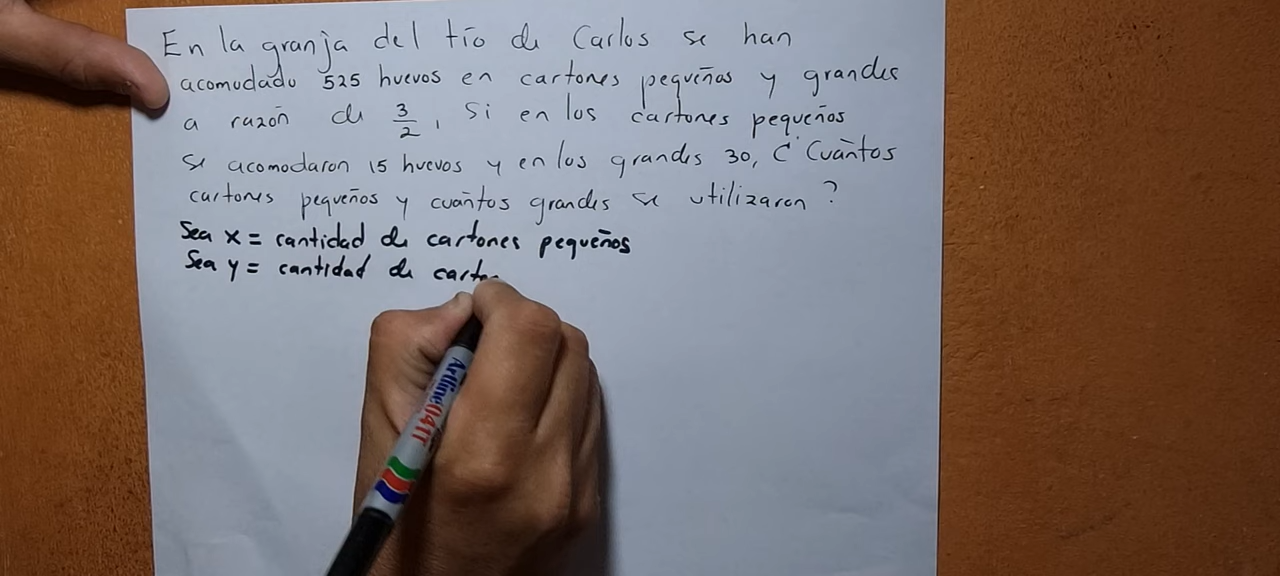 En la granja del tío de Carlos se han
acomodado 525 huevos en cartones pequeños y grandes
a razón de 3/2, Si en los cartones pequeños
se acomodaron 15 huevos y en los grandes 30, ¿Cuántos
cartones pequeños y cuántos grandes se utilizaron?
Sea x = cantidad de cartones pequeños
Sea y = cantidad de carto
Artline